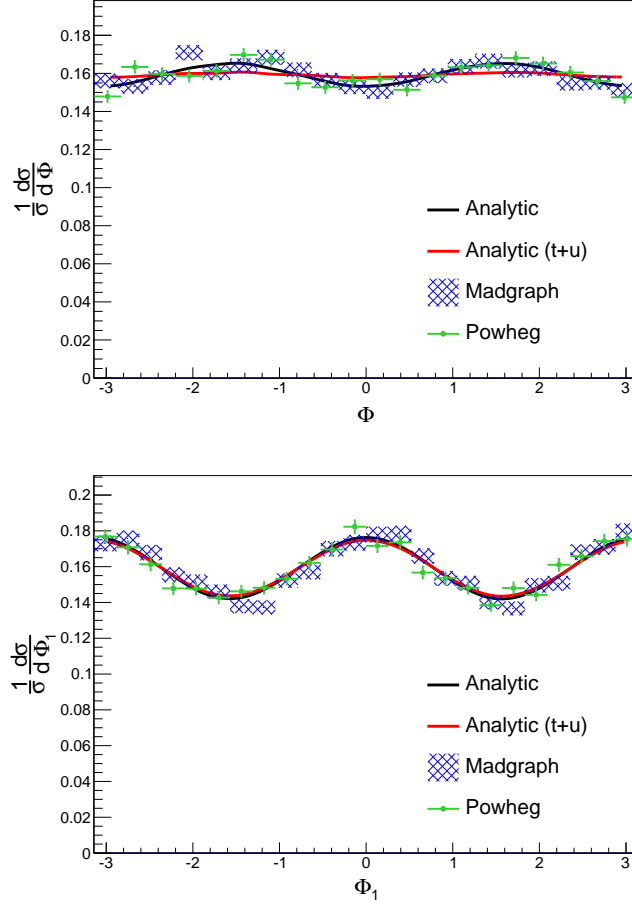 0.18
0.16
0.14
0.12
0.1
0.08
0.06
0.04
0.02
0
1/σ dσ/d Φ
Analytic
Analytic (t+u)
Madgraph
Powheg
-3 -2 -1 0 1 2 3
Φ
0.2
0.18
0.16
0.14
0.12
0.1
0.08
0.06
0.04
0.02
0
1/σ dσ/d Φ₁
Analytic
Analytic (t+u)
Madgraph
Powheg
-3 -2 -1 0 1 2 3
Φ₁